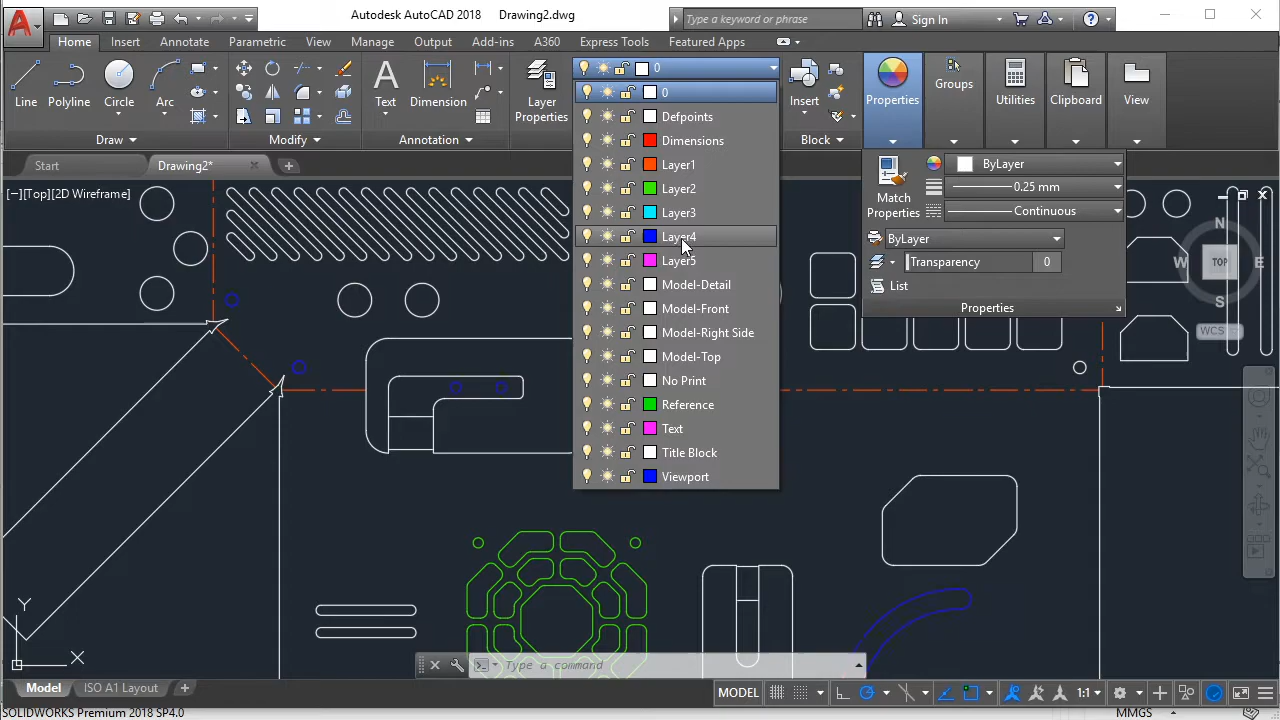 Autodesk AutoCAD 2018 Drawing2.dwg
Type a keyword or phrase
Sign In
Home Insert Annotate Parametric View Manage Output Add-ins A360 Express Tools Featured Apps
0
Line Polyline Circle Arc
Text Dimension
Layer Properties
Insert
Properties
Groups
Utilities
Clipboard
View
Draw
Modify
Block
0
Defpoints
Dimensions
Layer1
Layer2
Layer3
Layer4
Layer5
Model-Detail
Model-Front
Model-Right Side
Model-Top
No Print
Reference
Text
Title Block
Viewport
Start
Drawing2*
[−][Top][2D Wireframe]
Match Properties
ByLayer
0.25 mm
Continuous
ByLayer
Transparency 0
List
Properties
N
W TOP E
S
WCS
Y
X
Type a command
Model ISO A1 Layout
MODEL
1:1
SOLIDWORKS Premium 2018 SP4.0
MMGS